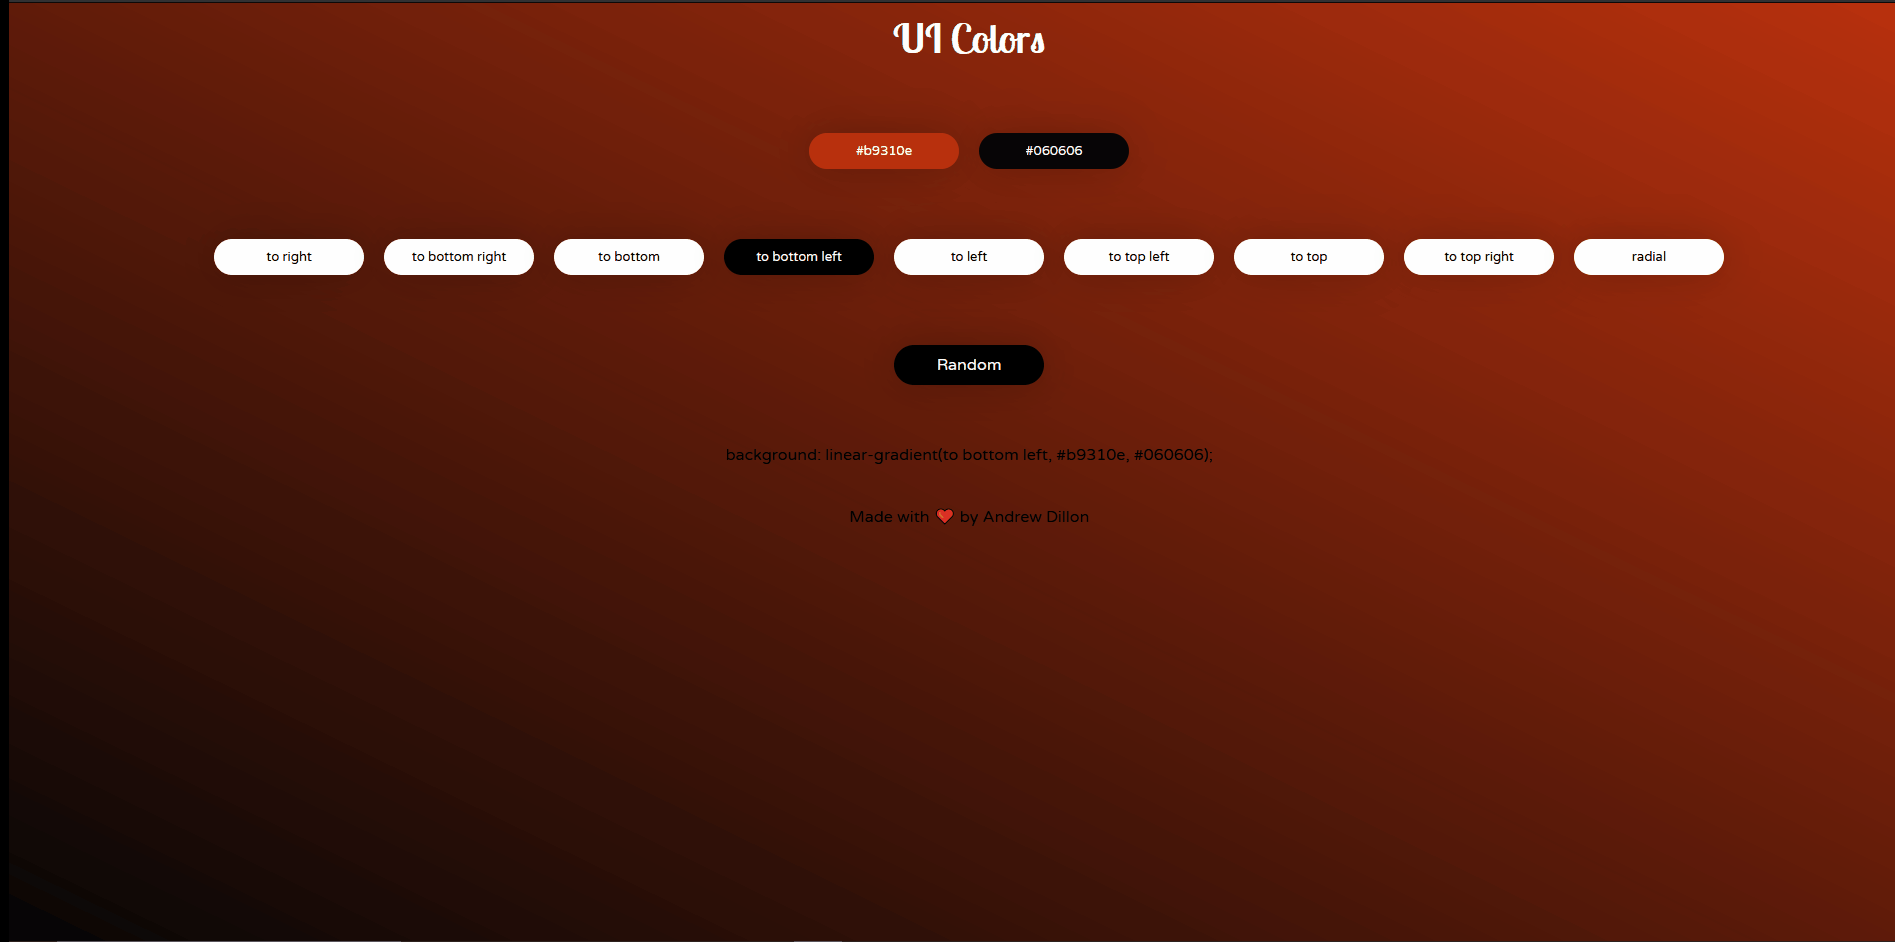 UI Colors
#b9310e #060606
to right to bottom right to bottom to bottom left to left to top left to top to top right radial
Random
background: linear-gradient(to bottom left, #b9310e, #060606);
Made with ❤️ by Andrew Dillon